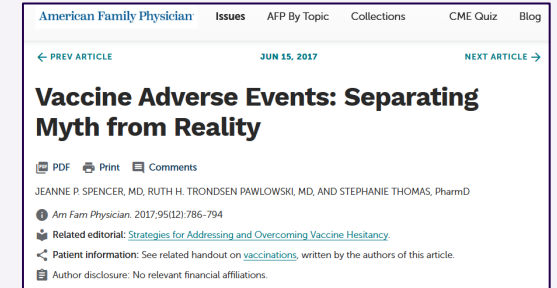 American Family Physician Issues AFP By Topic Collections CME Quiz Blog
← PREV ARTICLE JUN 15, 2017 NEXT ARTICLE →
Vaccine Adverse Events: Separating
Myth from Reality
PDF Print Comments
JEANNE P. SPENCER, MD, RUTH H. TRONDSEN PAWLOWSKI, MD, AND STEPHANIE THOMAS, PharmD
Am Fam Physician. 2017;95(12):786-794
Related editorial: Strategies for Addressing and Overcoming Vaccine Hesitancy.
Patient information: See related handout on vaccinations, written by the authors of this article.
Author disclosure: No relevant financial affiliations.